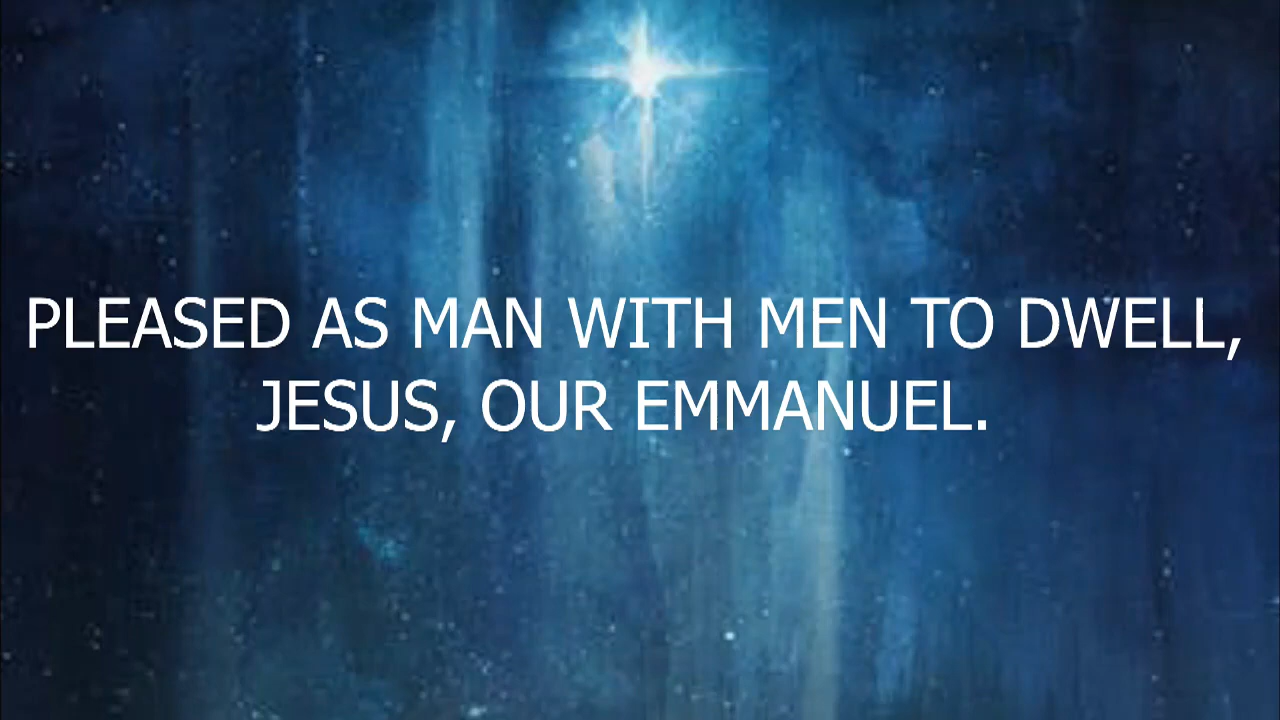 PLEASED AS MAN WITH MEN TO DWELL,
JESUS, OUR EMMANUEL.